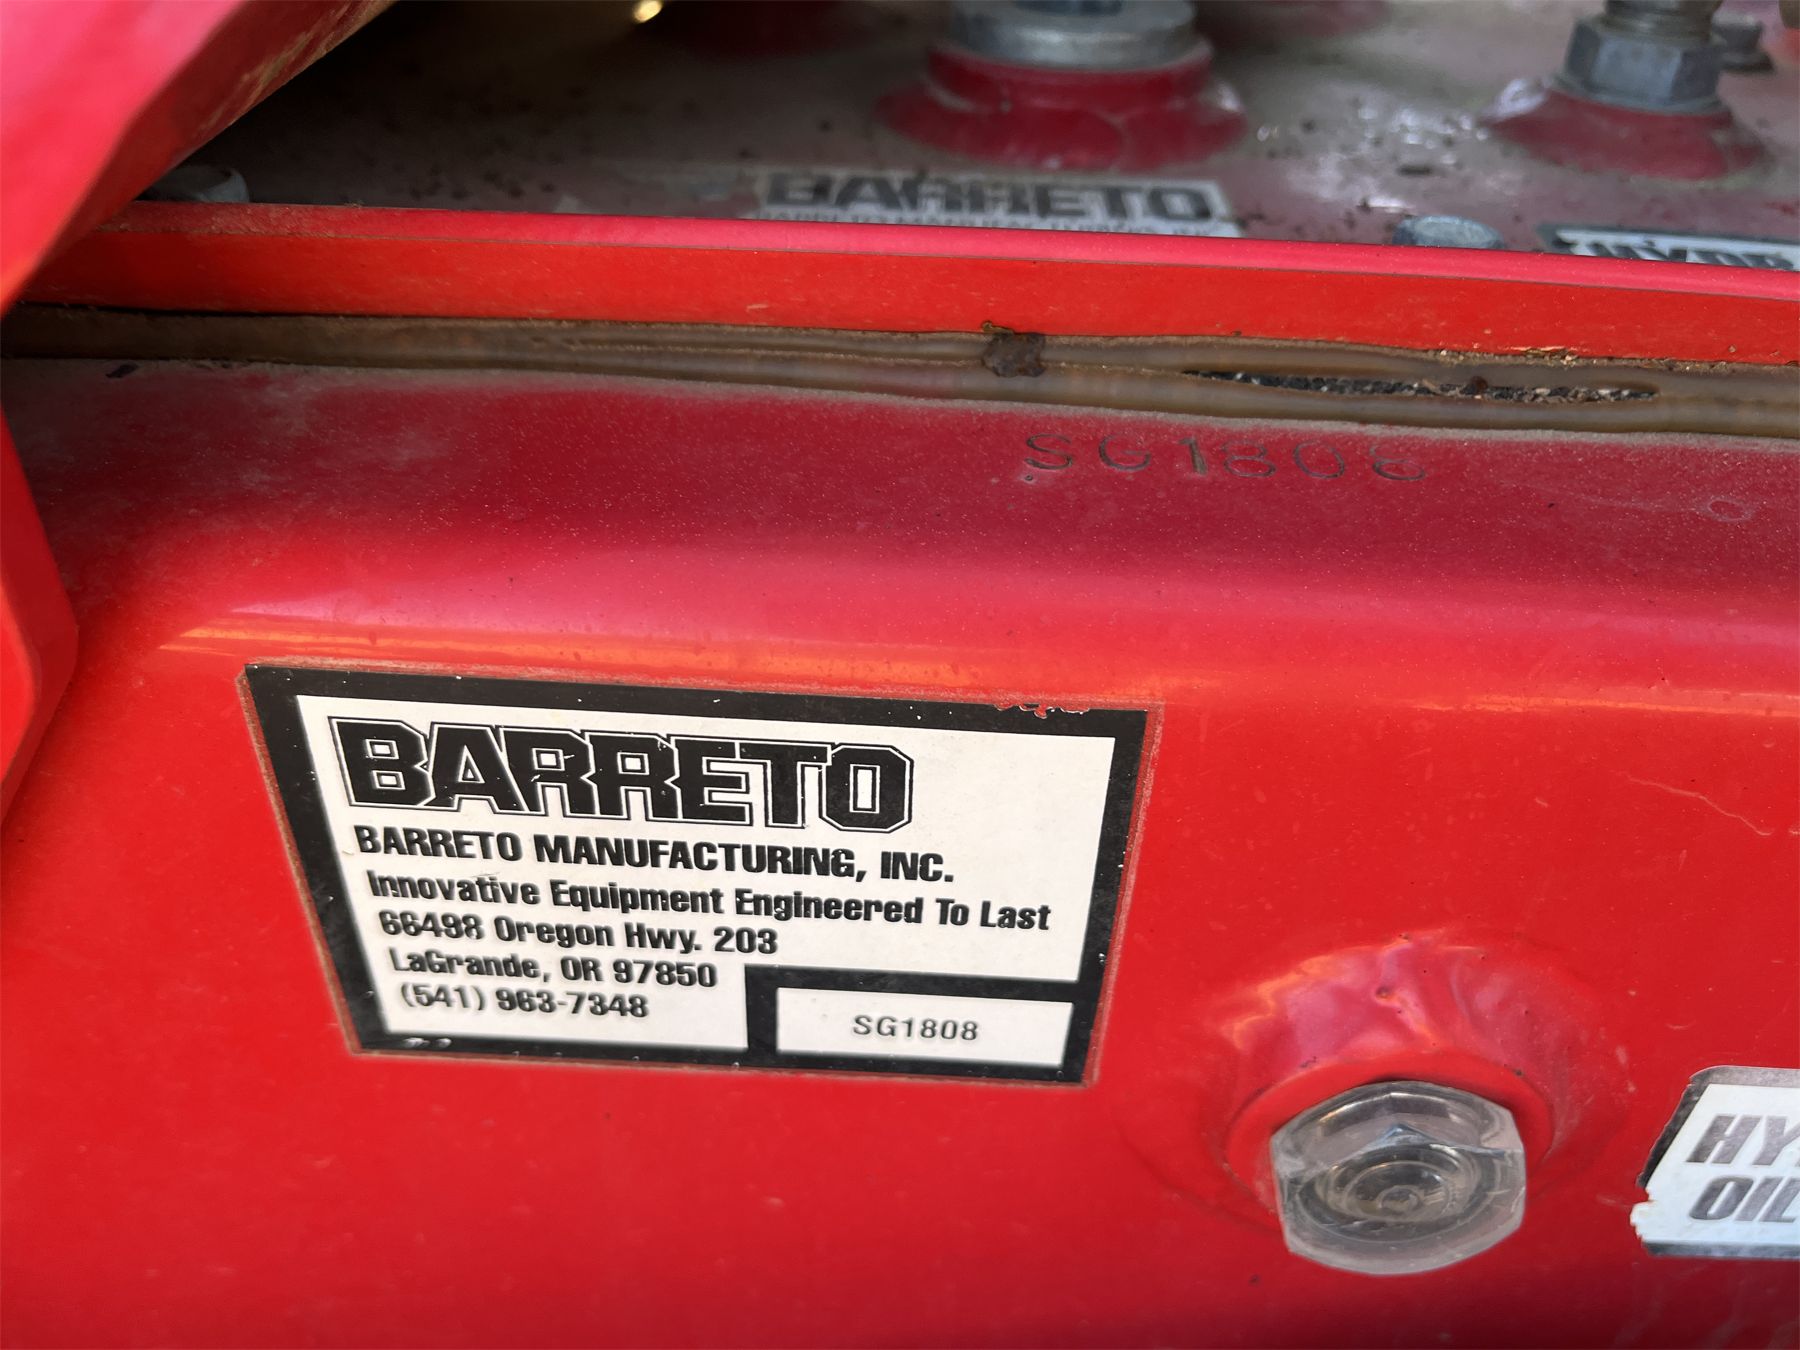 BARRETO
SG1808
BARRETO
BARRETO MANUFACTURING, INC.
Innovative Equipment Engineered To Last
66498 Oregon Hwy. 203
LaGrande, OR 97850
(541) 963-7348
SG1808
OIL